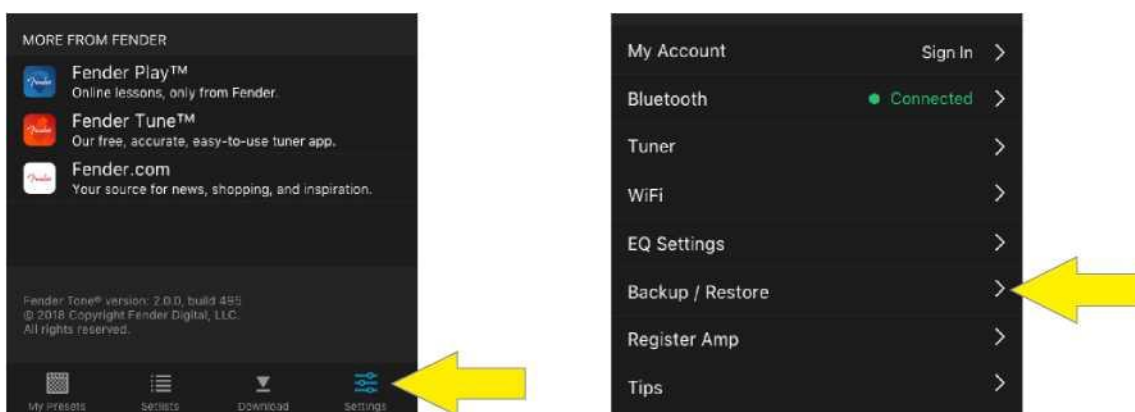 MORE FROM FENDER
Fender Play™
Online lessons, only from Fender.
Fender Tune™
Our free, accurate, easy-to-use tuner app.
Fender.com
Your source for news, shopping, and inspiration.
Fender Tone® version: 2.0.0, build 495
© 2018 Copyright Fender Digital, LLC.
All rights reserved.
My Presets
Setlists
Download
Settings
My Account Sign In
Bluetooth Connected
Tuner
WiFi
EQ Settings
Backup / Restore
Register Amp
Tips